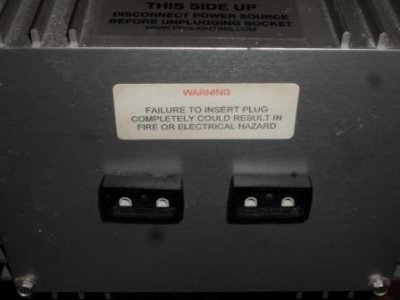 THIS SIDE UP
DISCONNECT POWER SOURCE
BEFORE UNPLUGGING SOCKET
WARNING
FAILURE TO INSERT PLUG
COMPLETELY COULD RESULT IN
FIRE OR ELECTRICAL HAZARD